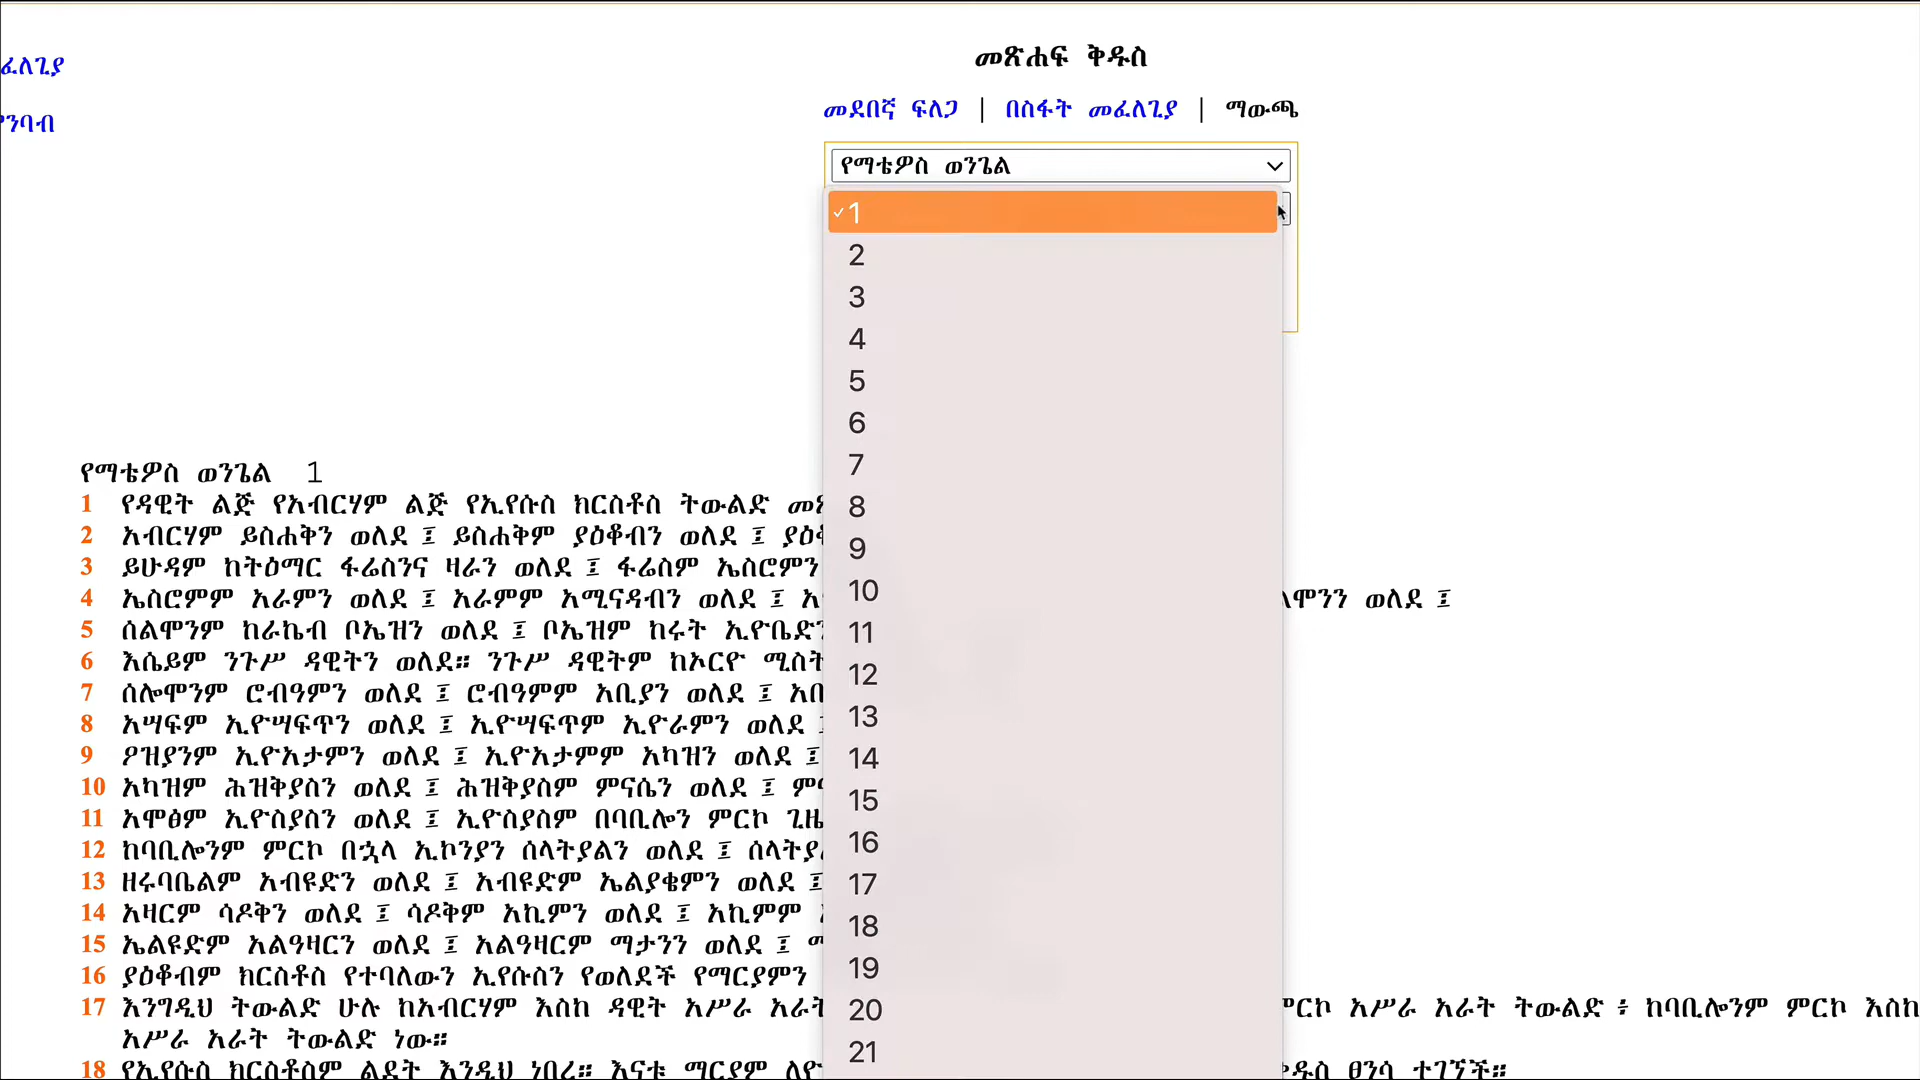 መጽሐፍ ቅዱስ
ፈለጊያ
መደበኛ ፍለጋ | በስፋት መፈለጊያ | ማውጫ
የማቴዎስ ወንጌል
1
2
3
4
5
6
7
8
9
10
11
12
13
14
15
16
17
18
19
20
21
የማቴዎስ ወንጌል 1
1 የዳዊት ልጅ የአብርሃም ልጅ የኢየሱስ ክርስቶስ ትውልድ
2 አብርሃም ይስሐቅን ወለደ ፤ ይስሐቅም ያዕቆብን ወለደ ፤
3 ይሁዳም ከትዕማር ፋሬስንና ዛራን ወለደ ፤ ፋሬስም ኤስሮምን
4 ኤስሮምም አራምን ወለደ ፤ አራምም አሚናዳብን ወለደ ፤ ወለደ ፤
5 ሰልሞንም ከራኬብ ቦኤዝን ወለደ ፤ ቦኤዝም ከሩት
6 እሴይም ንጉሥ ዳዊትን ወለደ። ንጉሥ ዳዊትም ከኦርዮ
7 ሰሎሞንም ሮብዓምን ወለደ ፤ ሮብዓምም አቢያን ወለደ ፤
8 አሣፍም ኢዮሣፍጥን ወለደ ፤ ኢዮሣፍጥም ኢዮራምን ወለደ
9 ዖዝያንም ኢዮአታምን ወለደ ፤ ኢዮአታምም አካዝን ወለደ ፤
10 አካዝም ሕዝቅያስን ወለደ ፤ ሕዝቅያስም ምናሴን ወለደ ፤
11 አሞፅም ኢዮስያስን ወለደ ፤ ኢዮስያስም በባቢሎን ምርኮ ጊዜ
12 ከባቢሎንም ምርኮ በኋላ ኢኮንያን ሰላትያልን ወለደ ፤
13 ዘሩባቤልም አብዩድን ወለደ ፤ አብዩድም ኤልያቄምን ወለደ ፤
14 አዛርም ሳዶቅን ወለደ ፤ ሳዶቅም አኪምን ወለደ ፤ አኪምም
15 ኤልዩድም አልዓዛርን ወለደ ፤ አልዓዛርም ማታንን ወለደ ፤
16 ያዕቆብም ክርስቶስ የተባለውን ኢየሱስን የወለደች የማርያምን
17 እንግዲህ ትውልድ ሁሉ ከአብርሃም እስከ ዳዊት አሥራ አሥራ አራት ትውልድ ፥ ከባቢሎንም ምርኮ እስከ
አሥራ አራት ትውልድ ነው።
18 የኢየሱስ ክርስቶስም ልደት እንዲህ ነበረ። እናቱ ማርያም ፀንሳ ተገኘች።